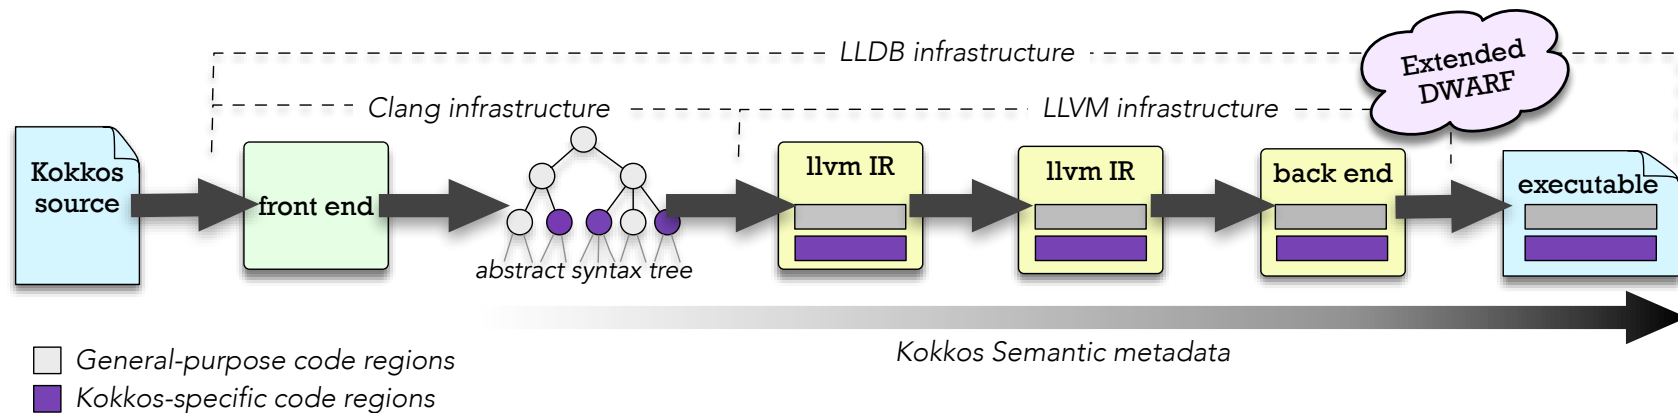 LLDB infrastructure
Extended
DWARF
Clang infrastructure
LLVM infrastructure
Kokkos
source
front end
abstract syntax tree
llvm IR
llvm IR
back end
executable
Kokkos Semantic metadata
General-purpose code regions
Kokkos-specific code regions